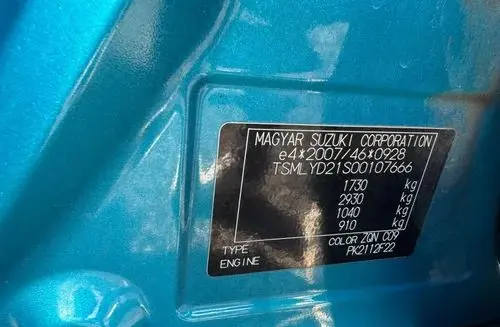 MAGYAR SUZUKI CORPORATION
e4*2007/46*0928
TSMLYD21S00107666
1730 kg
2930 kg
1040 kg
910 kg
TYPE COLOR ZQN C09
ENGINE PK2112F22